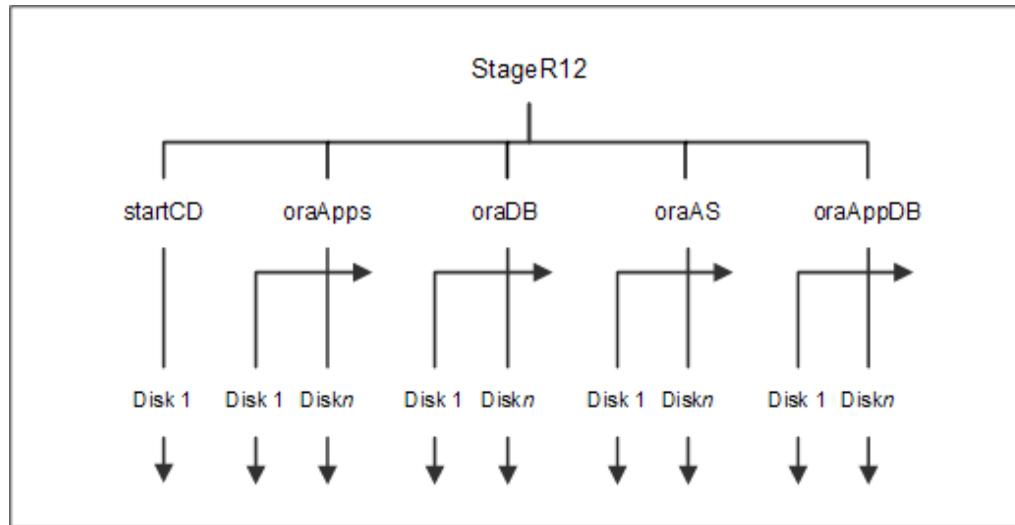 StageR12
startCD oraApps oraDB oraAS oraAppDB
Disk 1 Disk 1 Diskn Disk 1 Diskn Disk 1 Diskn Disk 1 Diskn